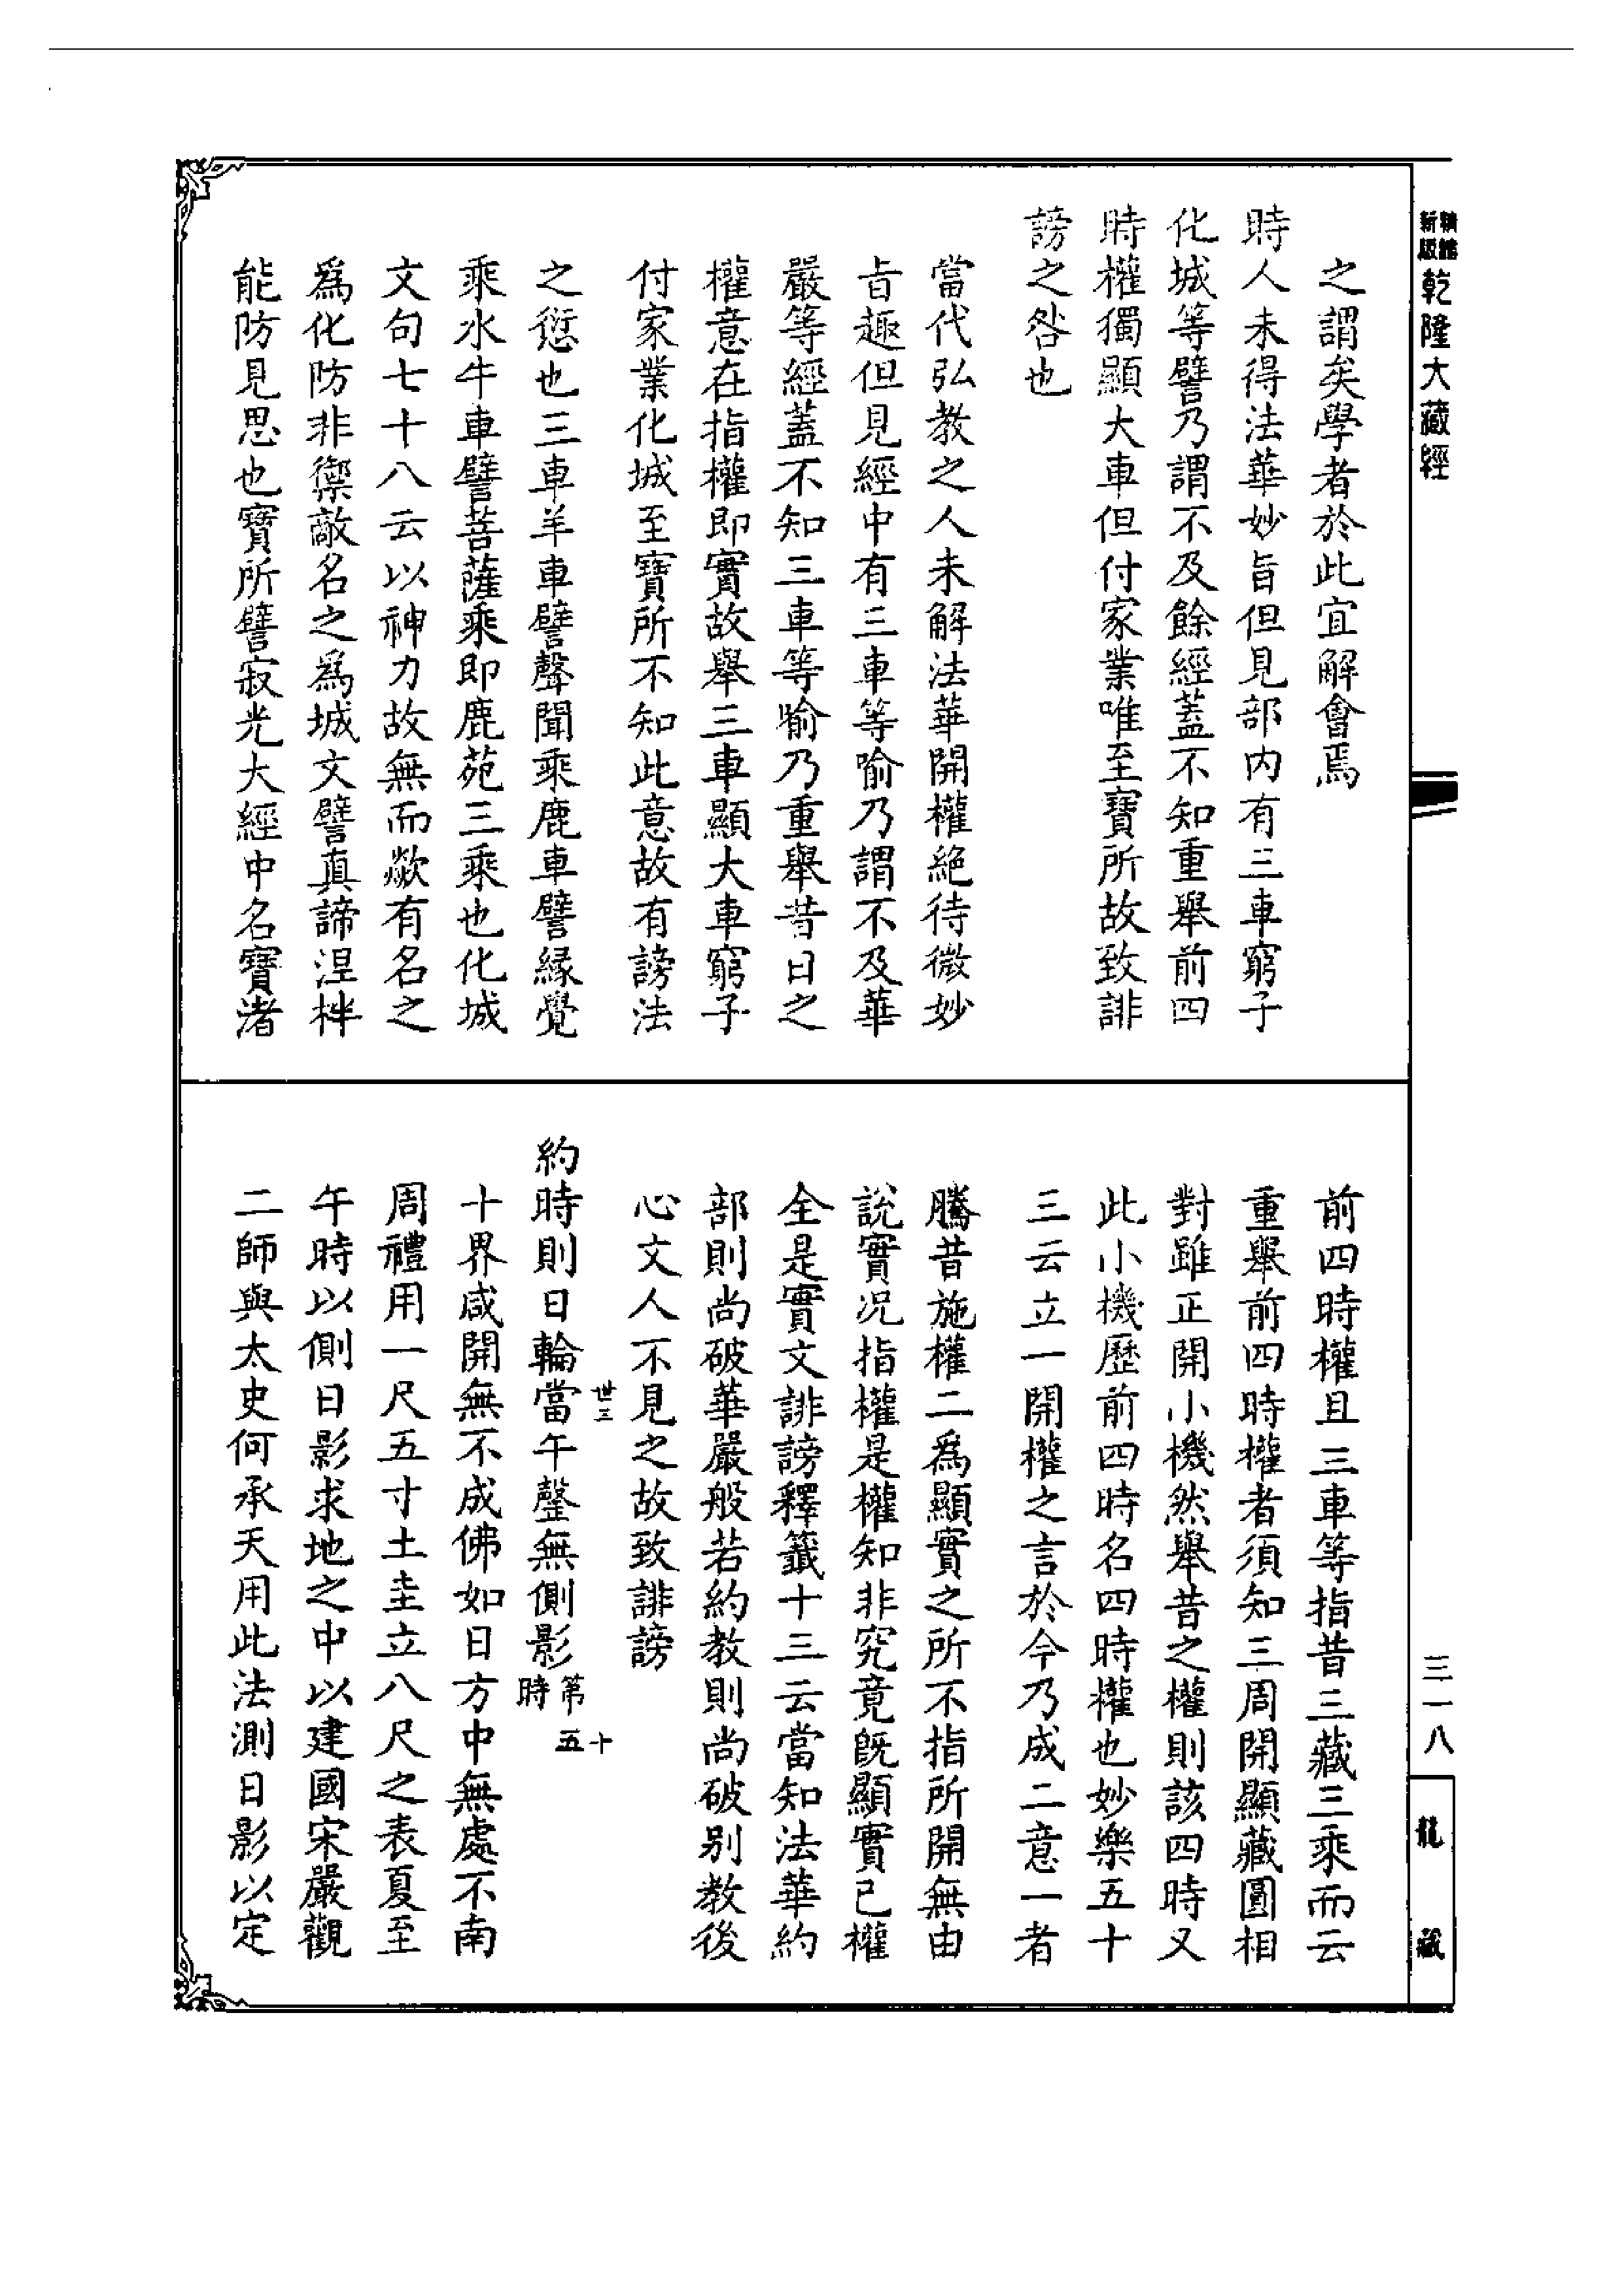 新編縮版 乾隆大藏經
三一八
龍藏
之謂矣學者於此宜解會焉
時人未得法華妙旨但見部内有三車窮子
化城等譬乃謂不及餘經蓋不知重舉前四
時權獨顯大車但付家業唯至寶所故致誹
謗之咎也
當代弘教之人未解法華開權絶待微妙
旨趣但見經中有三車等喻乃謂不及華
嚴等經蓋不知三車等喻乃重舉昔日之
權意在指權即實故舉三車顯大車窮子
付家業化城至寶所不知此意故有謗法
之愆也三車羊車譬聲聞乘鹿車譬緣覺
乘水牛車譬菩薩乘即鹿苑三乘也化城
文句七十八云以神力故無而歘有名之
爲化防非禦敵名之爲城文譬真諦涅槃
能防見思也寶所譬寂光大經中名寶渚
前四時權且三車等指昔三藏三乘而云
重舉前四時權者須知三周開顯藏圓相
對雖正開小機然舉昔之權則該四時又
此小機歷前四時名四時權也妙樂五十
三云立一開權之言於今乃成二意一者
騰昔施權二爲顯實之所不指所開無由
說實况指權是權知非究竟旣顯實已權
全是實文誹謗釋籤十三云當知法華約
部則尚破華嚴般若約教則尚破别教後
心文人不見之故致誹謗
世三
約時則日輪當午罄無側影第十五時
十界咸開無不成佛如日方中無處不南
周禮用一尺五寸土圭立八尺之表夏至
午時以側日影求地之中以建國宋嚴觀
二師與太史何承天用此法測日影以定